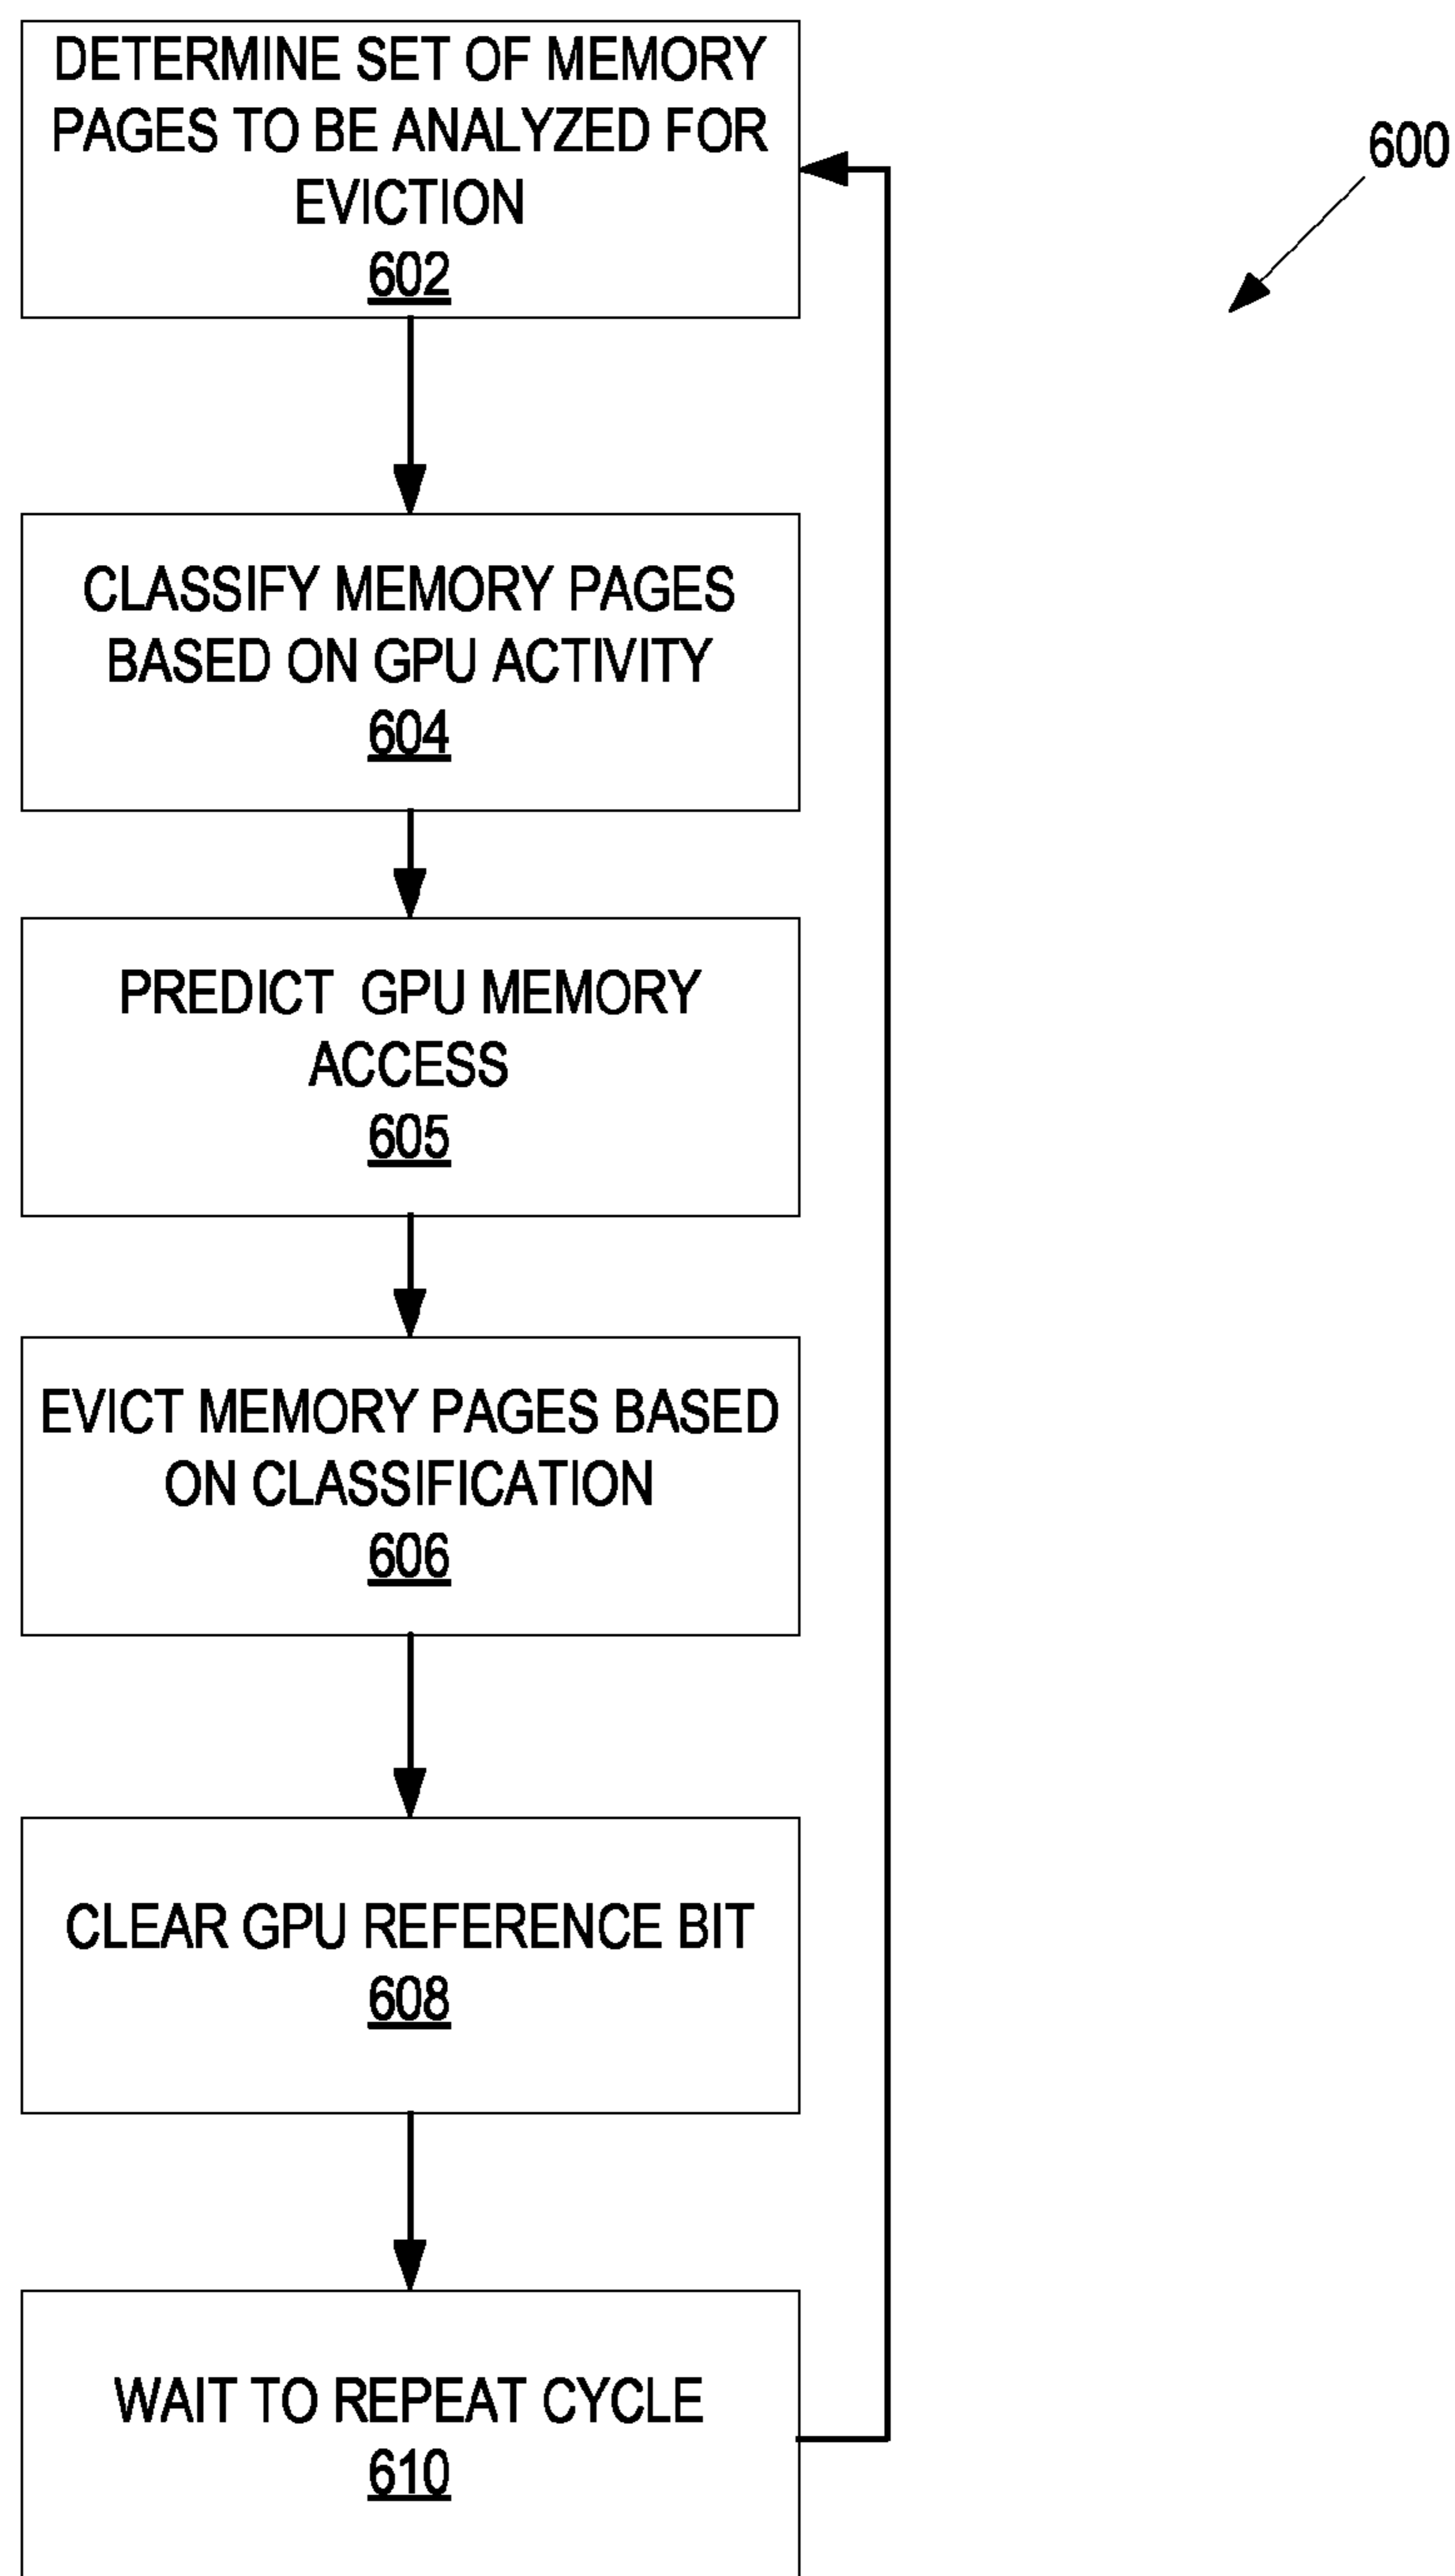 DETERMINE SET OF MEMORY
PAGES TO BE ANALYZED FOR
EVICTION
602
600
CLASSIFY MEMORY PAGES
BASED ON GPU ACTIVITY
604
PREDICT GPU MEMORY
ACCESS
605
EVICT MEMORY PAGES BASED
ON CLASSIFICATION
606
CLEAR GPU REFERENCE BIT
608
WAIT TO REPEAT CYCLE
610